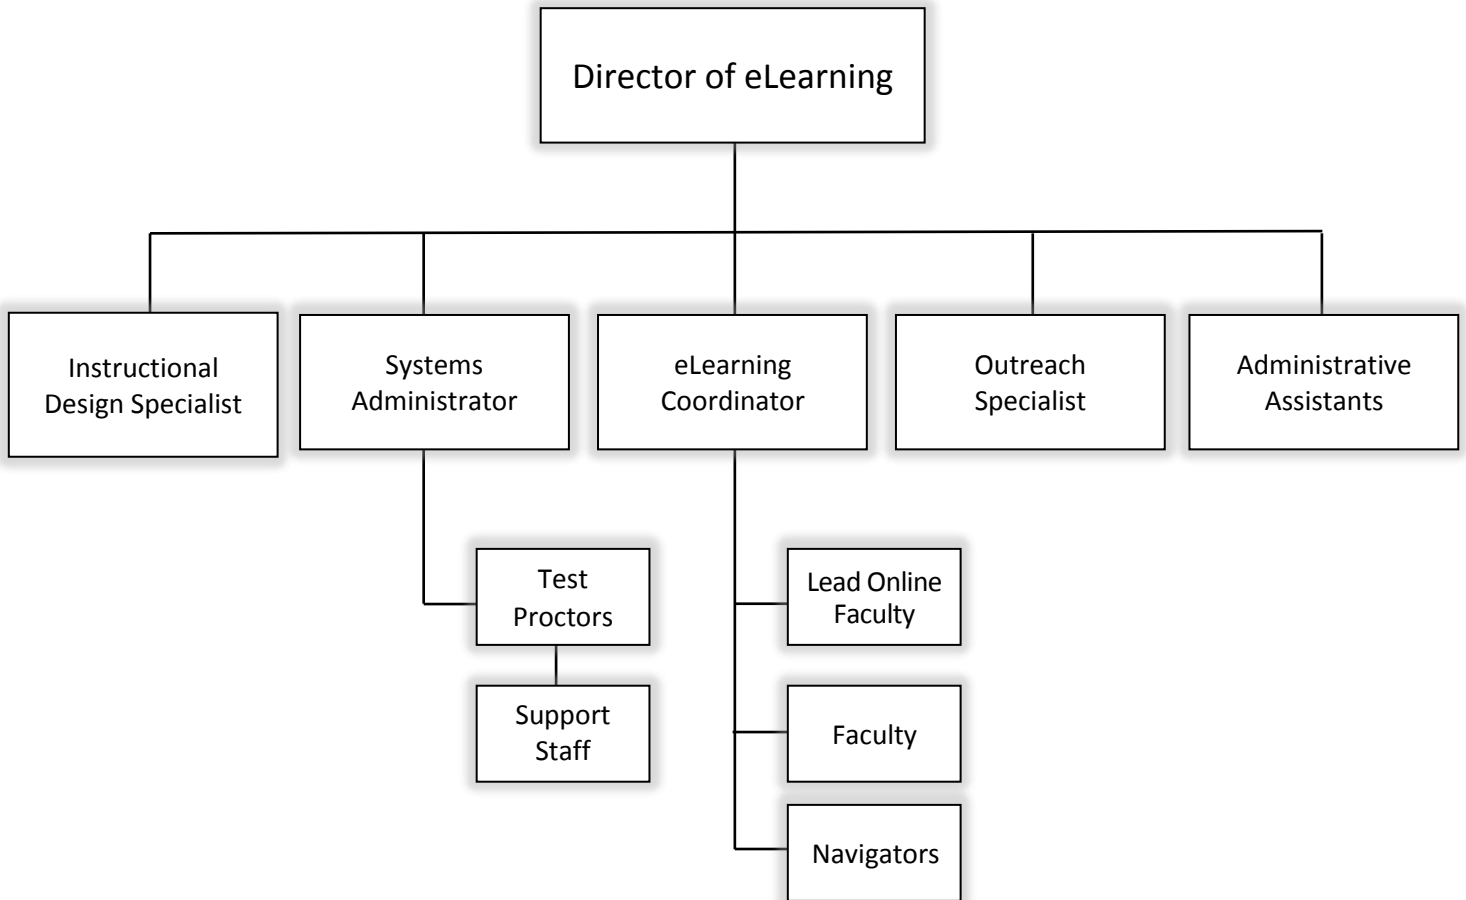 Director of eLearning
Instructional
Design Specialist
Systems
Administrator
eLearning
Coordinator
Outreach
Specialist
Administrative
Assistants
Test
Proctors
Support
Staff
Lead Online
Faculty
Faculty
Navigators